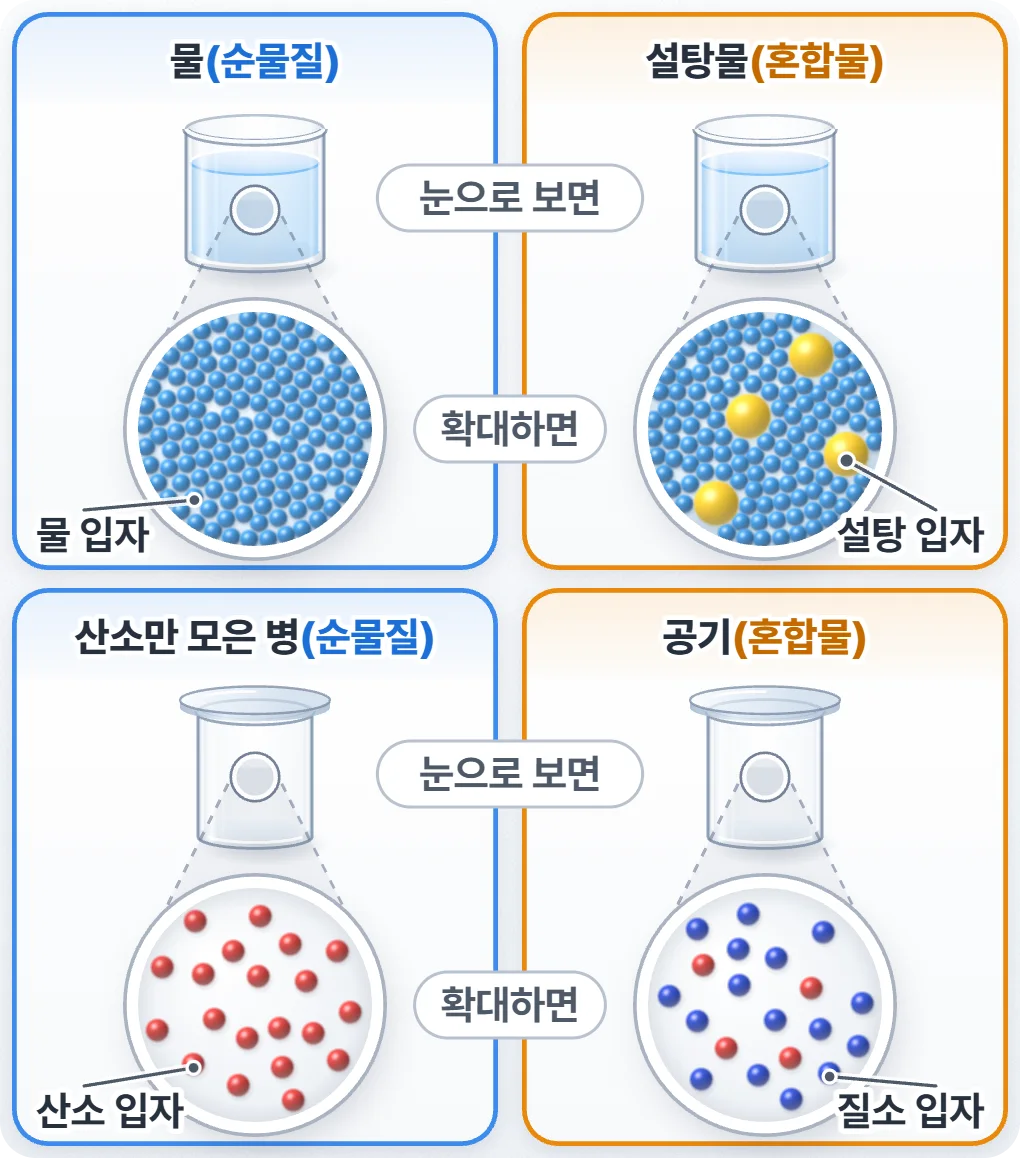 물(순물질)
설탕물(혼합물)
눈으로 보면
확대하면
물 입자
설탕 입자
산소만 모은 병(순물질)
공기(혼합물)
눈으로 보면
확대하면
산소 입자
질소 입자